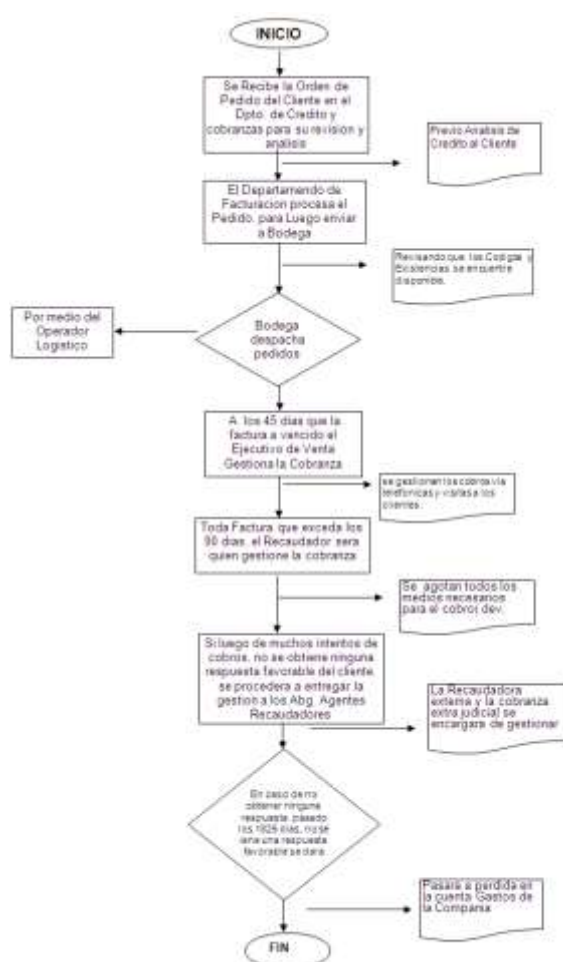 INICIO
Se Recibe la Orden de
Pedido del Cliente en el
Dpto. de Credito y
cobranzas para su revision y
analisis
Previo Analisis de
Credito al Cliente
El Departamendo de
Facturacion procesa el
Pedido, para Luego enviar
a Bodega
Revisando que los Codigos y
Existencias se encuentre
disponible.
Por medio del
Operador
Logistico
Bodega
despacha
pedidos
A los 45 dias que la
factura a vencido el
Ejecutivo de Venta
Gestiona la Cobranza
se gestionan los cobros via
telefonicas y visitas a los
clientes.
Toda Factura que exceda los
90 dias, el Recaudador sera
quien gestione la cobranza
Se agotan todos los
medios necesarios
para el cobro dev.
Si luego de muchos intentos de
cobros, no se obtiene ninguna
respuesta favorable del cliente,
se procedera a entregar la
gestion a los Abg. Agentes
Recaudadores
La Recaudadora
externa y la cobranza
extra judicial se
encargara de gestionar
En caso de no
obtener ninguna
respuesta, pasado
los 1825 dias, no se
una respuesta
favorable se dara
Pasara a perdida en
la cuenta Gastos de
la Compañia
FIN